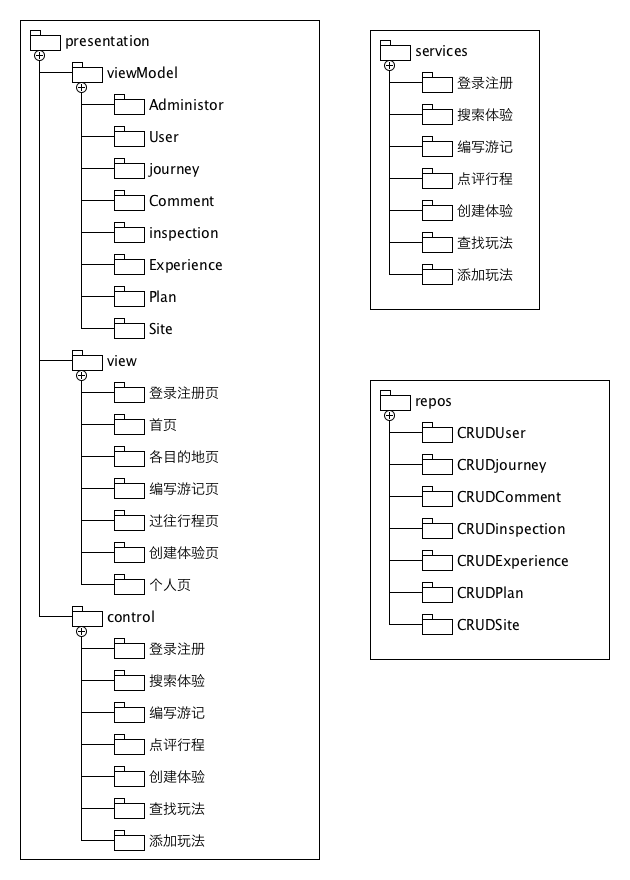 presentation
viewModel
Administor
User
journey
Comment
inspection
Experience
Plan
Site
view
登录注册页
首页
各目的地页
编写游记页
过往行程页
创建体验页
个人页
control
登录注册
搜索体验
编写游记
点评行程
创建体验
查找玩法
添加玩法
services
登录注册
搜索体验
编写游记
点评行程
创建体验
查找玩法
添加玩法
repos
CRUDUser
CRUDjourney
CRUDComment
CRUDinspection
CRUDExperience
CRUDPlan
CRUDSite